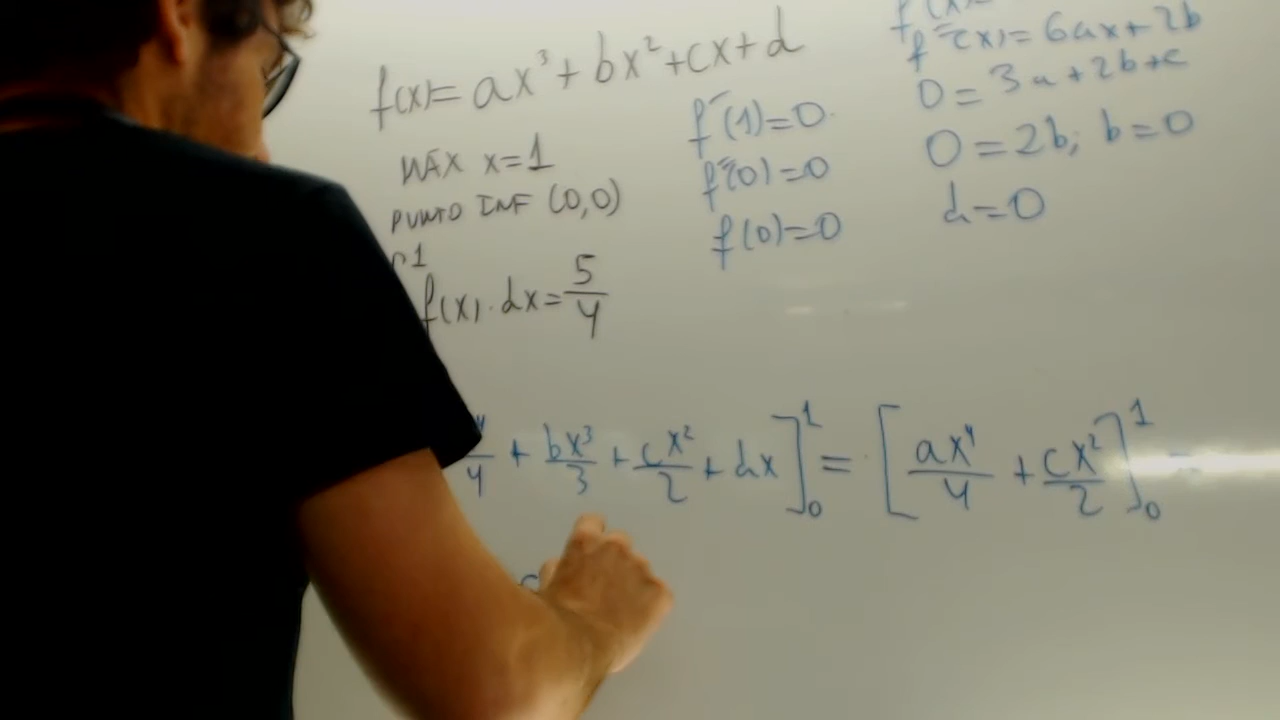 f(x)= ax³ + bx² + cx + d
MÁX x=1
PUNTO INF (0,0)
1
f(x)·dx = 5/4
f'(1)=0
f''(0)=0
f(0)=0
f''(x)= 6ax + 2b
0 = 3a + 2b + c
0 = 2b; b=0
d=0
/4 + bx³/3 + cx²/2 + dx]₀¹ = [ax⁴/4 + cx²/2]₀¹ =